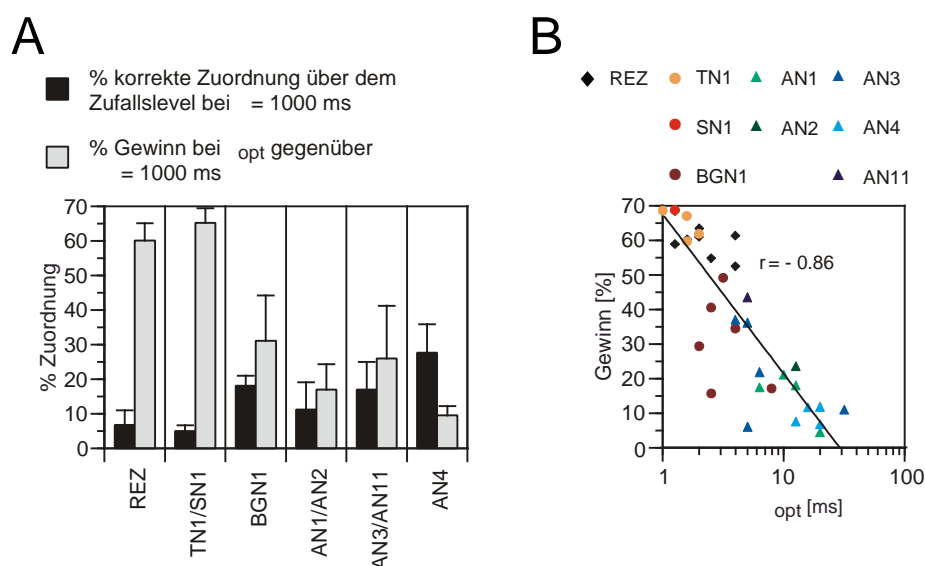 A
% korrekte Zuordnung über dem
Zufallslevel bei = 1000 ms
% Gewinn bei opt gegenüber
= 1000 ms
% Zuordnung
70
60
50
40
30
20
10
0
REZ
TN1/SN1
BGN1
AN1/AN2
AN3/AN11
AN4
B
REZ TN1 AN1 AN3
SN1 AN2 AN4
BGN1 AN11
Gewinn [%]
70
60
50
40
30
20
10
0
r = - 0.86
1 10 100
opt [ms]